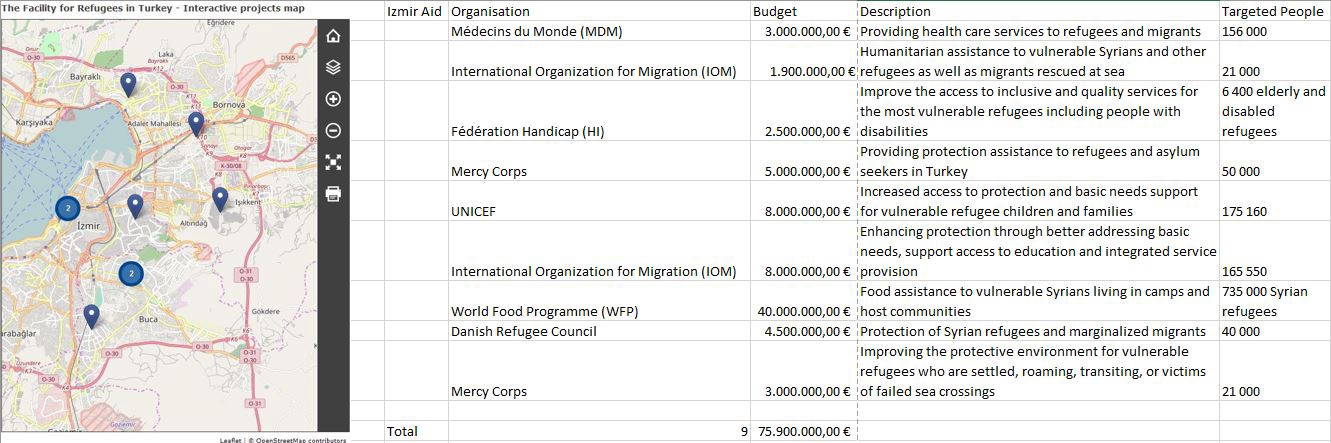 The Facility for Refugees in Turkey - Interactive projects map
Eğridere
Laka
Bayraklı
Bornova
Karşıyaka
Adalet Mahallesi
O-30
D565
K-30/08
Işıkkent
Altındağ
İzmir
2
2
Gökdere
Buca
arabağlar
O-30
O-31
O-30
O-31
Gaziemir
Leaflet | © OpenStreetMap contributors
Izmir Aid Organisation Budget Description Targeted People
Médecins du Monde (MDM) 3.000.000,00 € Providing health care services to refugees and migrants 156 000
Humanitarian assistance to vulnerable Syrians and other
International Organization for Migration (IOM) 1.900.000,00 € refugees as well as migrants rescued at sea 21 000
Improve the access to inclusive and quality services for 6 400 elderly and
the most vulnerable refugees including people with disabled
Fédération Handicap (HI) 2.500.000,00 € disabilities refugees
Providing protection assistance to refugees and asylum
Mercy Corps 5.000.000,00 € seekers in Turkey 50 000
Increased access to protection and basic needs support
UNICEF 8.000.000,00 € for vulnerable refugee children and families 175 160
Enhancing protection through better addressing basic
needs, support access to education and integrated service
International Organization for Migration (IOM) 8.000.000,00 € provision 165 550
Food assistance to vulnerable Syrians living in camps and 735 000 Syrian
World Food Programme (WFP) 40.000.000,00 € host communities refugees
Danish Refugee Council 4.500.000,00 € Protection of Syrian refugees and marginalized migrants 40 000
Improving the protective environment for vulnerable
refugees who are settled, roaming, transiting, or victims
Mercy Corps 3.000.000,00 € of failed sea crossings 21 000
Total 9 75.900.000,00 €